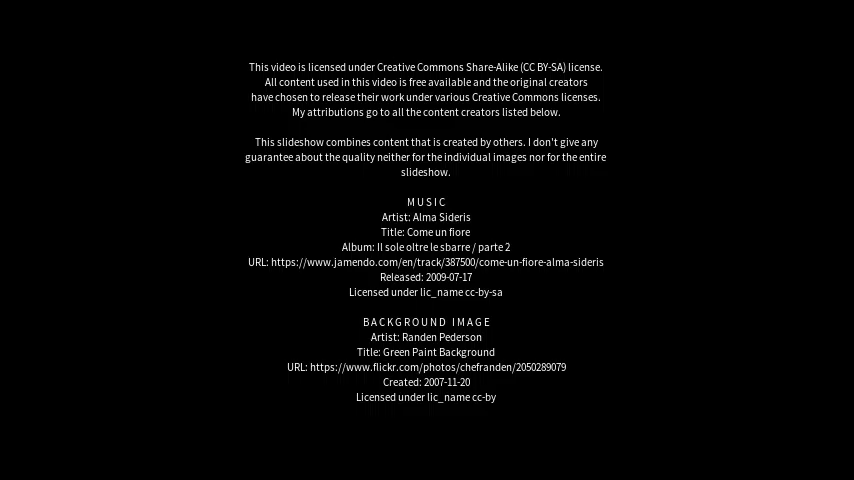 This video is licensed under Creative Commons Share-Alike (CC BY-SA) license.
All content used in this video is free available and the original creators
have chosen to release their work under various Creative Commons licenses.
My attributions go to all the content creators listed below.
This slideshow combines content that is created by others. I don't give any
guarantee about the quality neither for the individual images nor for the entire
slideshow.
M U S I C
Artist: Alma Sideris
Title: Come un fiore
Album: Il sole oltre le sbarre / parte 2
URL: https://www.jamendo.com/en/track/387500/come-un-fiore-alma-sideris
Released: 2009-07-17
Licensed under lic_name cc-by-sa
B A C K G R O U N D   I M A G E
Artist: Randen Pederson
Title: Green Paint Background
URL: https://www.flickr.com/photos/chefranden/2050289079
Created: 2007-11-20
Licensed under lic_name cc-by